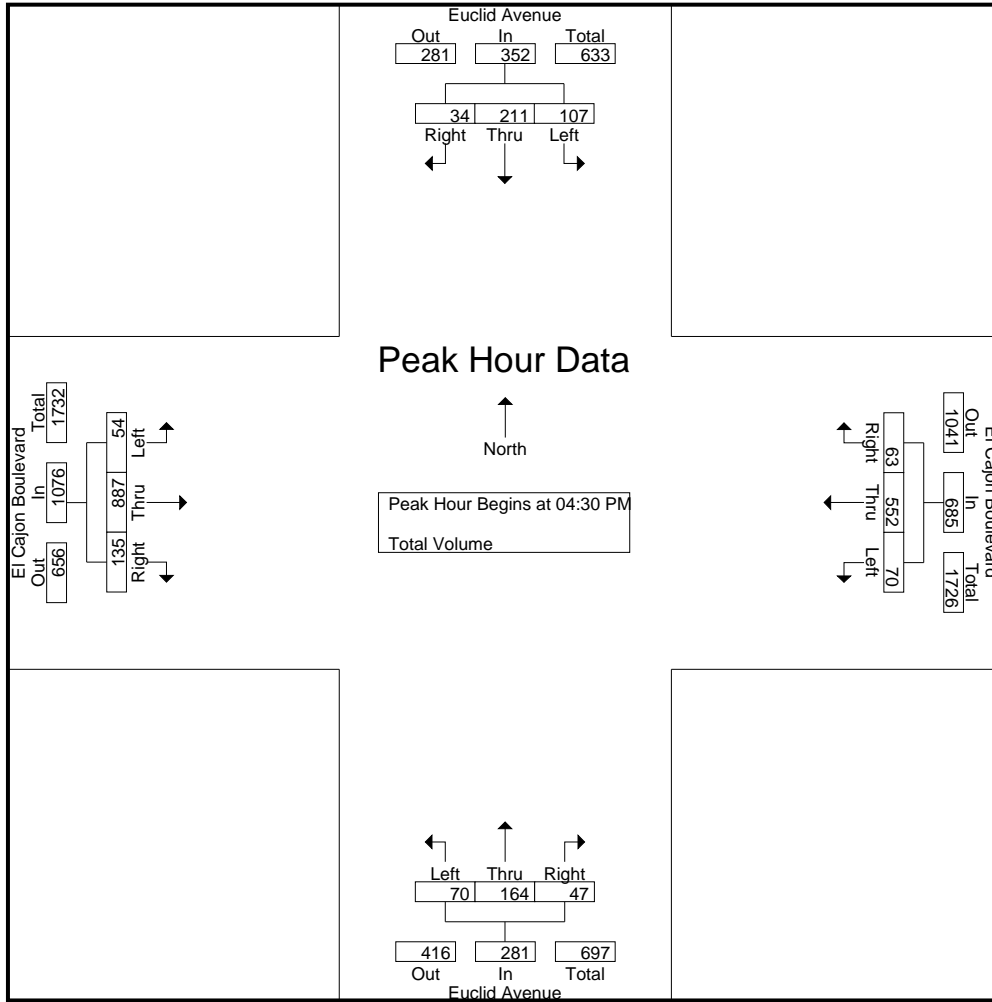 Euclid Avenue
Out In Total
281 352 633
34 211 107
Right Thru Left
Peak Hour Data
North
Peak Hour Begins at 04:30 PM
Total Volume
El Cajon Boulevard
Out In Total
656 1076 1732
135 887 54
Right Thru Left
El Cajon Boulevard
Out In Total
1041 685 1726
63 552 70
Right Thru Left
Left Thru Right
70 164 47
416 281 697
Out In Total
Euclid Avenue